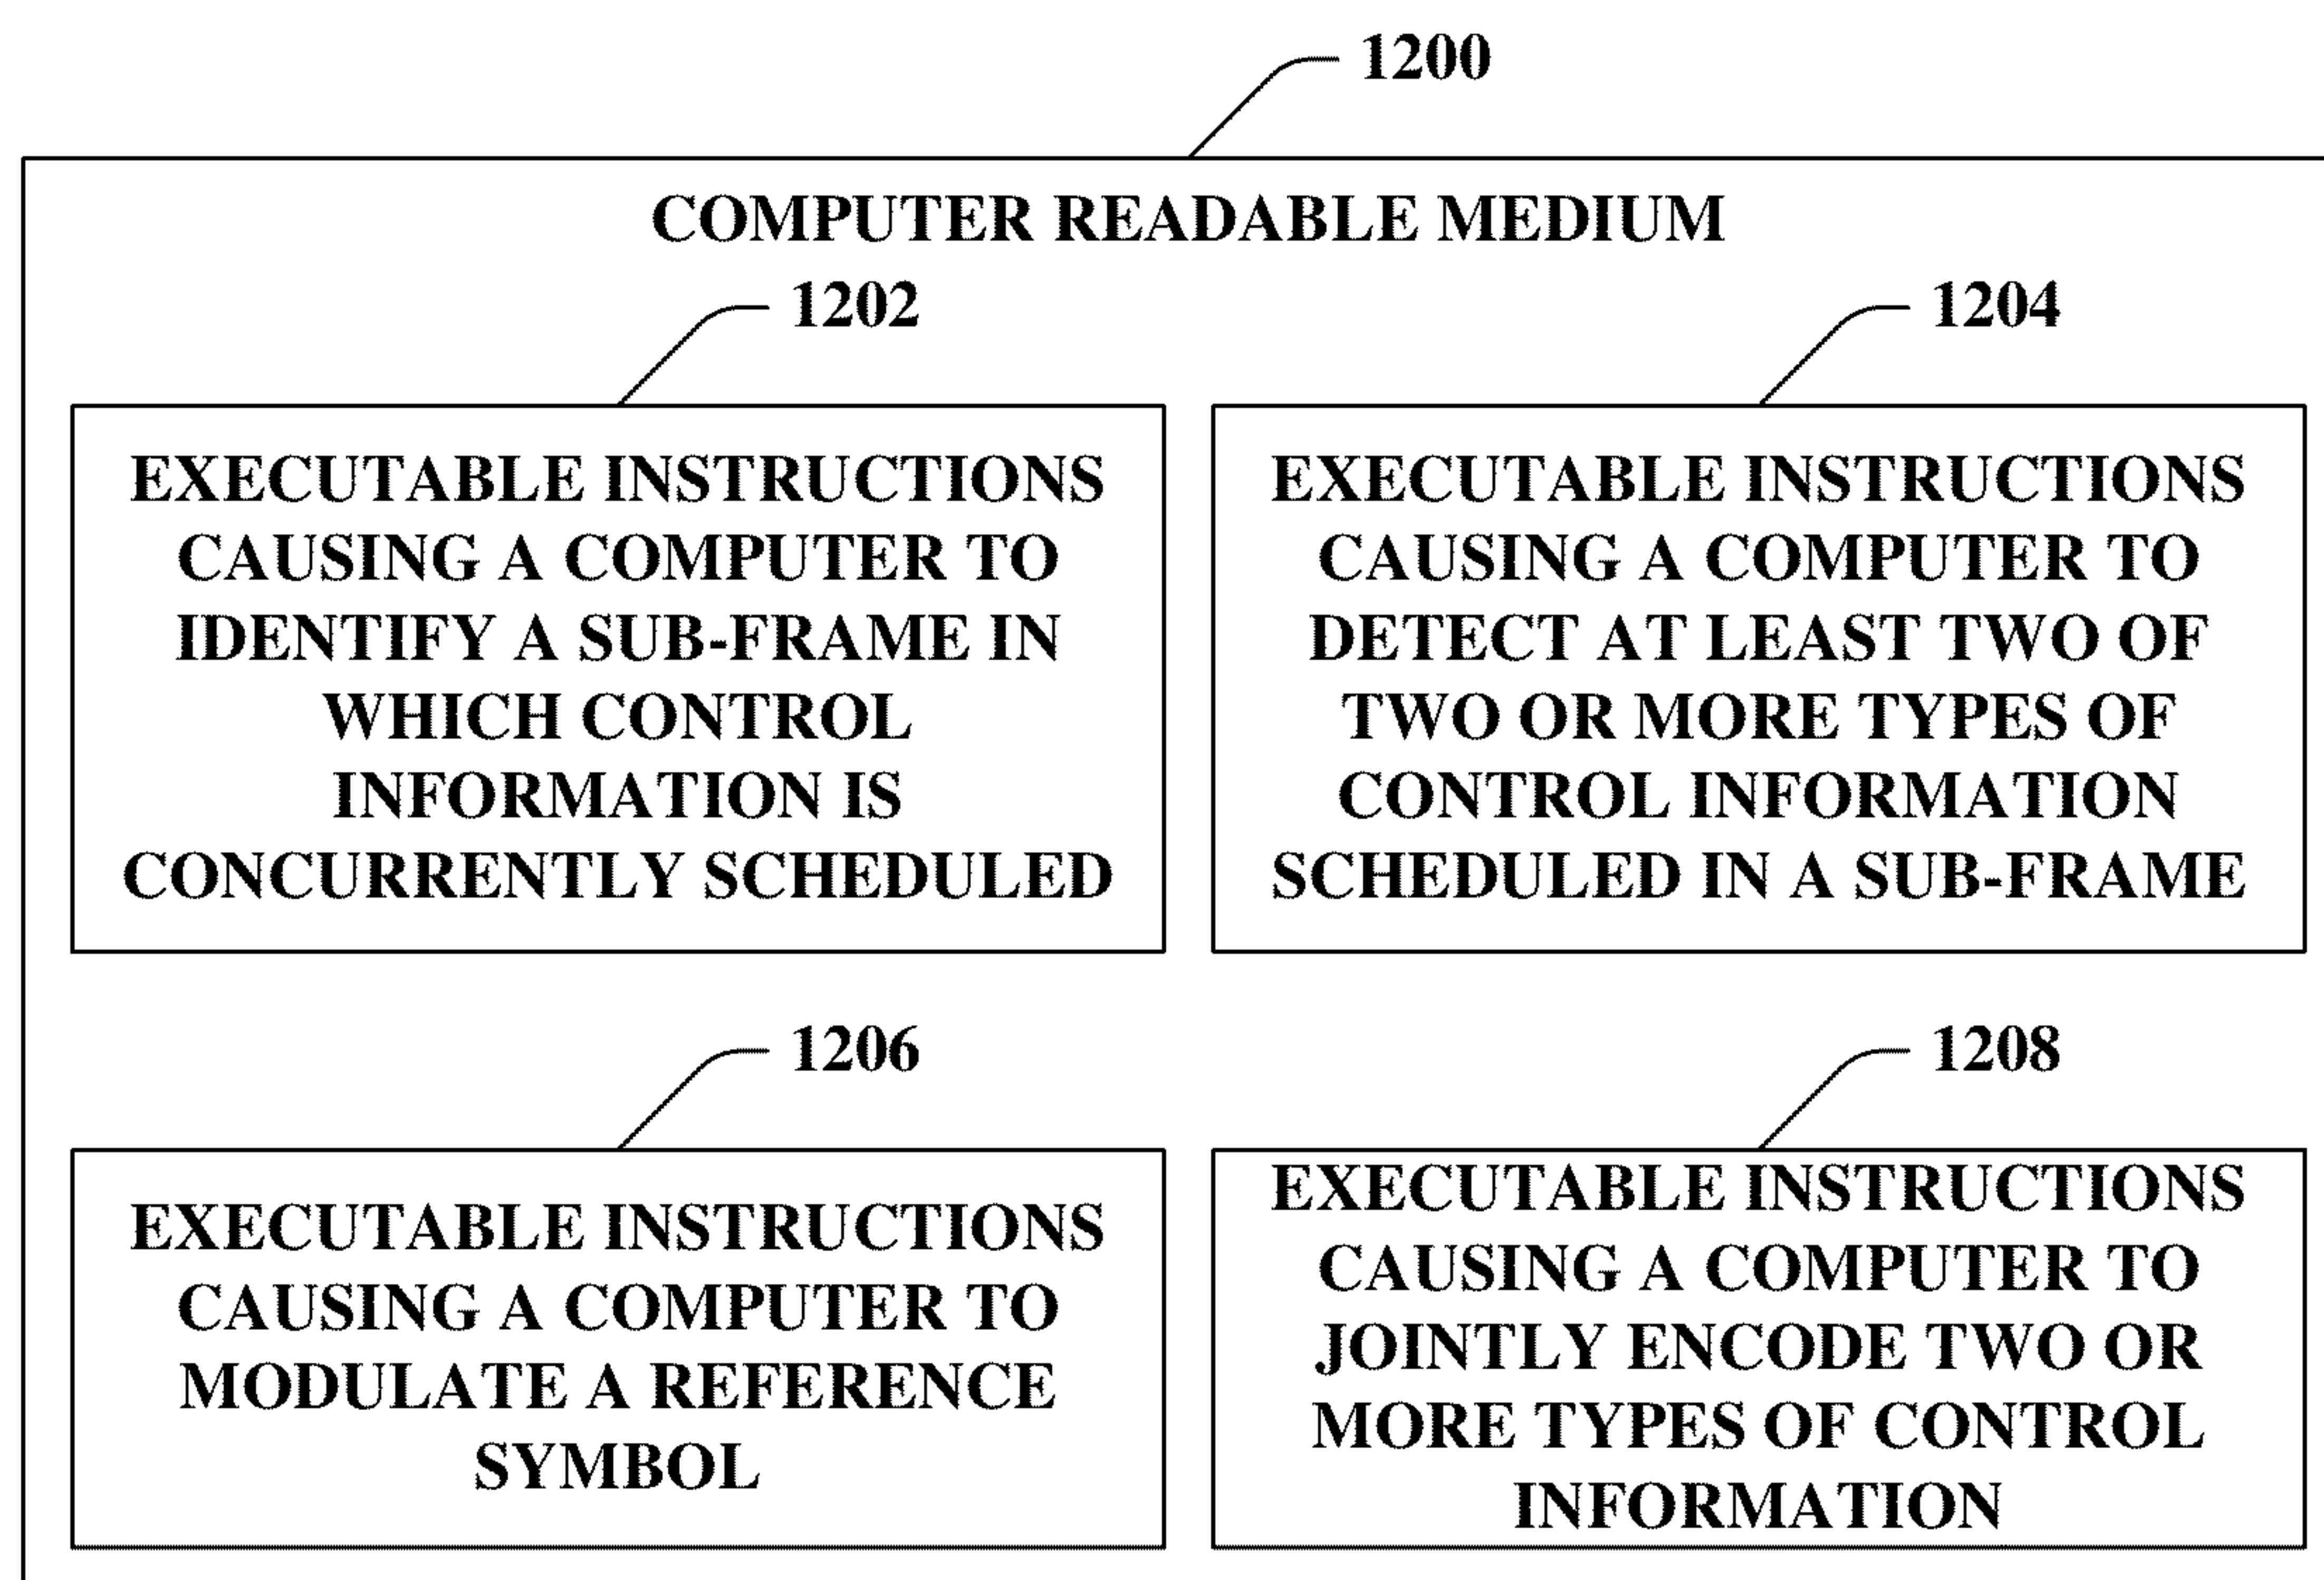 1200
COMPUTER READABLE MEDIUM
1202
EXECUTABLE INSTRUCTIONS
CAUSING A COMPUTER TO
IDENTIFY A SUB-FRAME IN
WHICH CONTROL
INFORMATION IS
CONCURRENTLY SCHEDULED
1204
EXECUTABLE INSTRUCTIONS
CAUSING A COMPUTER TO
DETECT AT LEAST TWO OF
TWO OR MORE TYPES OF
CONTROL INFORMATION
SCHEDULED IN A SUB-FRAME
1206
EXECUTABLE INSTRUCTIONS
CAUSING A COMPUTER TO
MODULATE A REFERENCE
SYMBOL
1208
EXECUTABLE INSTRUCTIONS
CAUSING A COMPUTER TO
JOINTLY ENCODE TWO OR
MORE TYPES OF CONTROL
INFORMATION